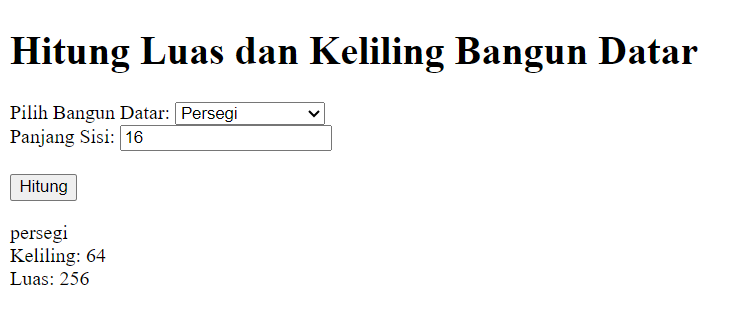 Hitung Luas dan Keliling Bangun Datar
Pilih Bangun Datar: Persegi
Panjang Sisi: 16
Hitung
persegi
Keliling: 64
Luas: 256